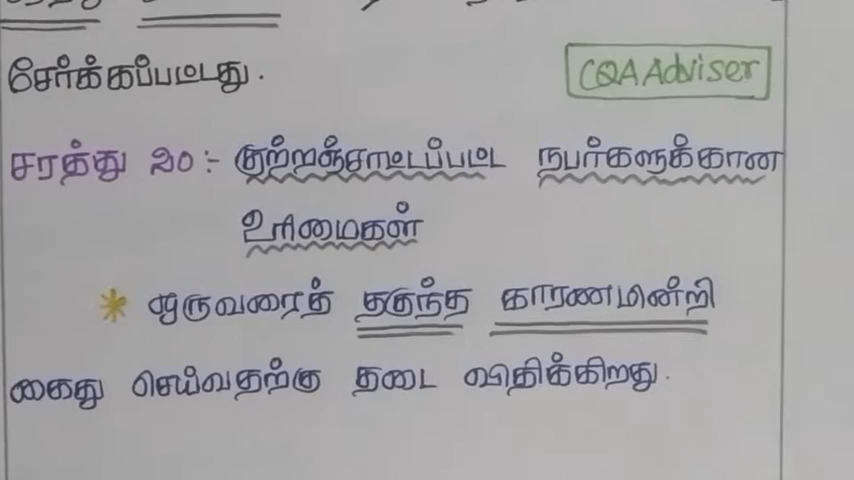 சேர்க்கப்பட்டது.
CQA Adviser
சரத்து 20:- குற்றஞ்சாட்டப்பட்ட நபர்களுக்கான
உரிமைகள்
* ஒருவரைத் தகுந்த காரணமின்றி
கைது செய்வதற்கு தடை விதிக்கிறது.